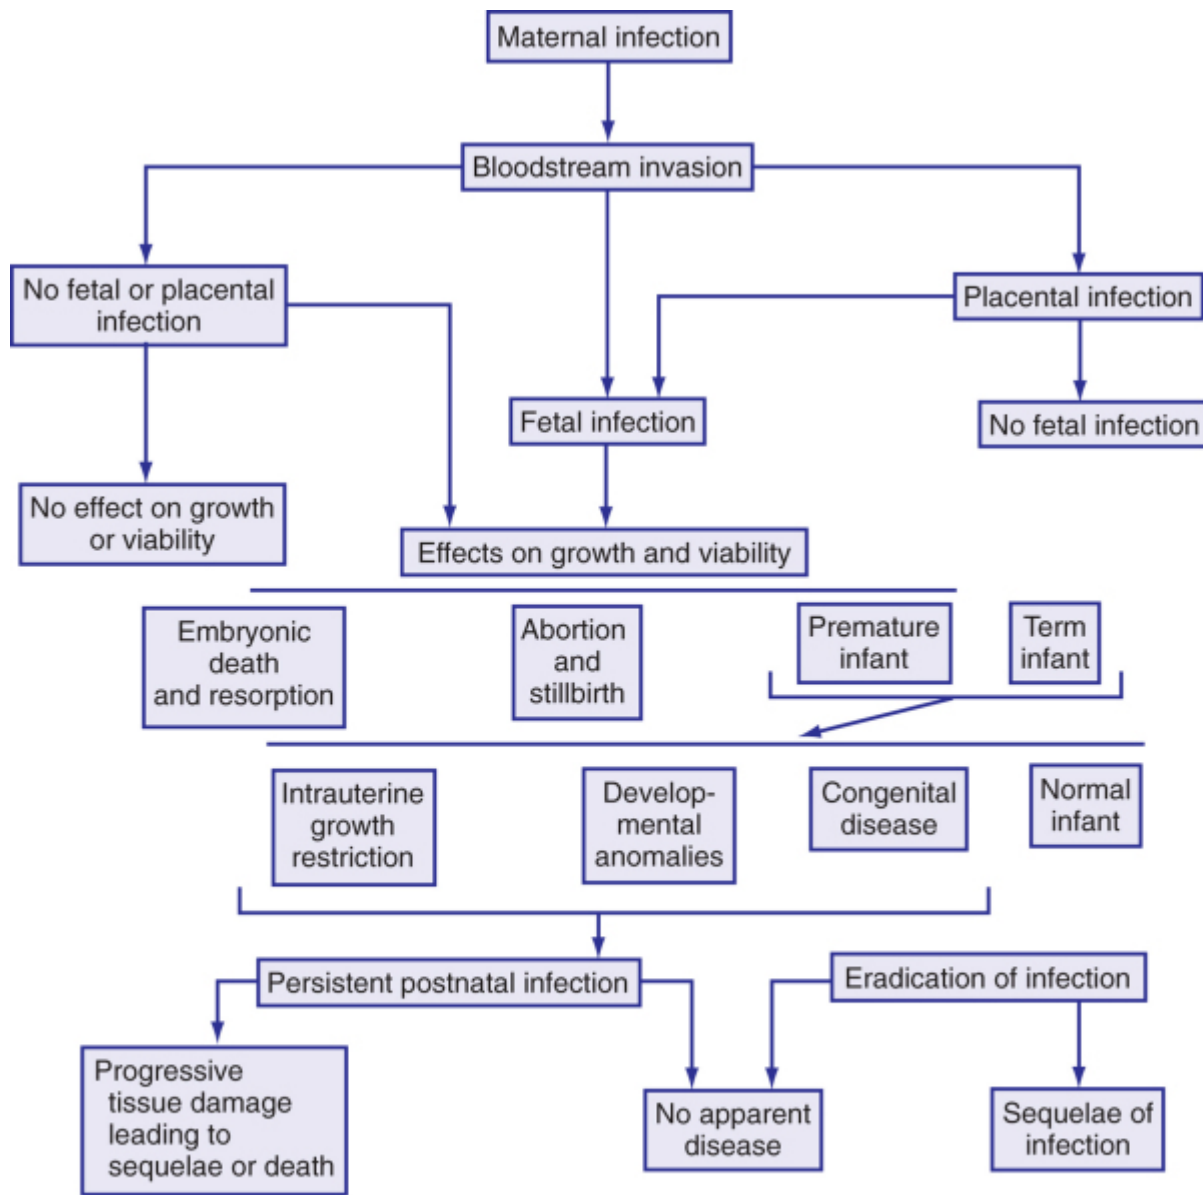 Maternal infection
Bloodstream invasion
No fetal or placental
infection
Placental infection
Fetal infection
No fetal infection
No effect on growth
or viability
Effects on growth and viability
Embryonic
death
and resorption
Abortion
and
stillbirth
Premature
infant
Term
infant
Intrauterine
growth
restriction
Develop-
mental
anomalies
Congenital
disease
Normal
infant
Persistent postnatal infection
Eradication of infection
Progressive
tissue damage
leading to
sequelae or death
No apparent
disease
Sequelae of
infection